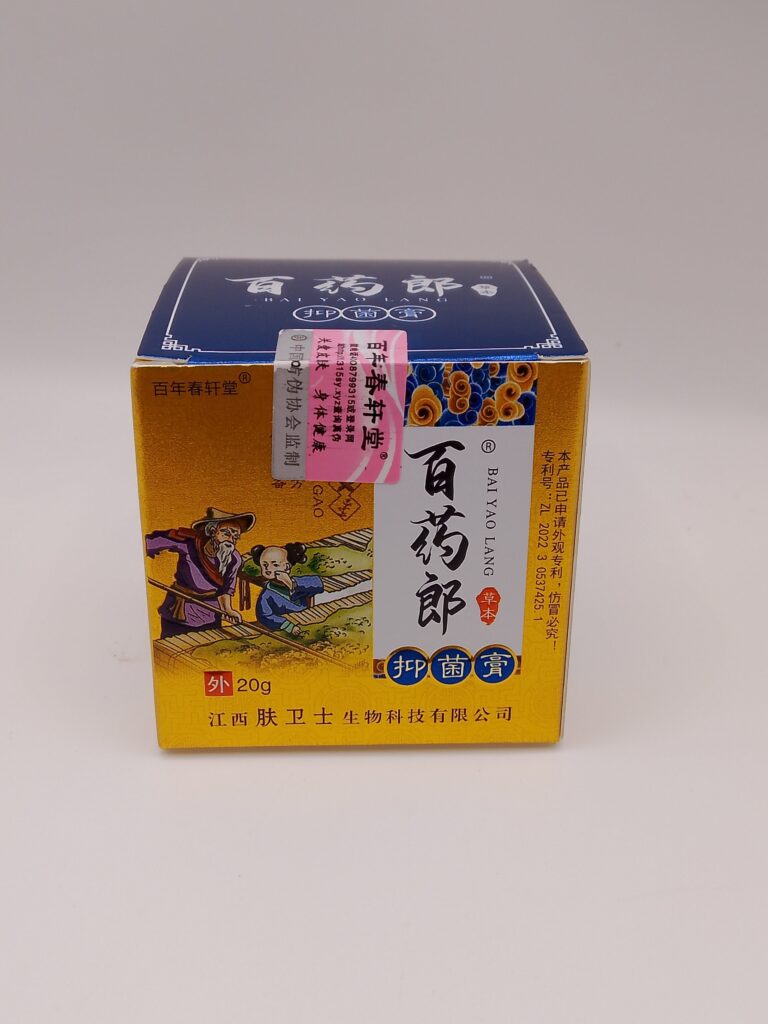 百药郎®
BAI YAO LANG
草本
抑菌膏
百年春轩堂®
百年·春轩堂®
关爱皮肤 身体健康
中国防伪协会监制
GAO
百药郎®
BAI YAO LANG
草本
抑菌膏
外 20g
江西肤卫士生物科技有限公司
本产品已申请外观专利，仿冒必究！
专利号：ZL 2022 3 0537425.1